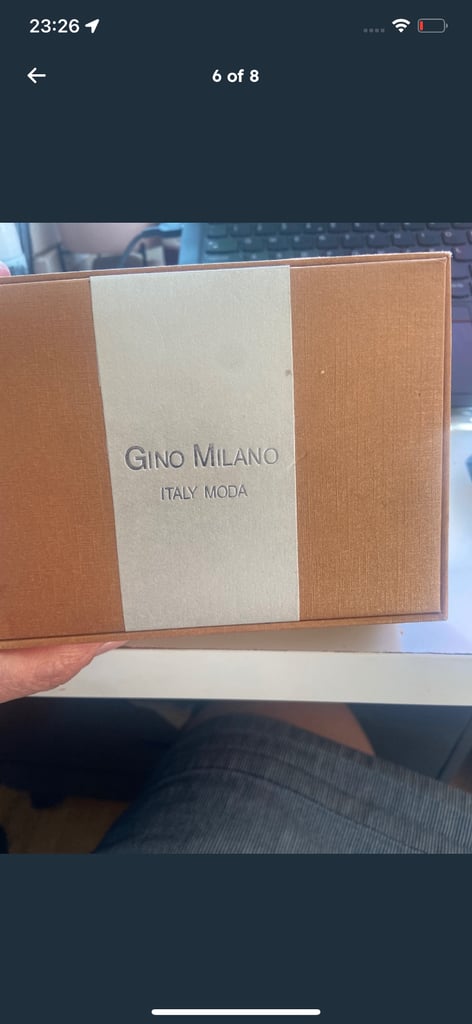 23:26
6 of 8
GINO MILANO
ITALY MODA